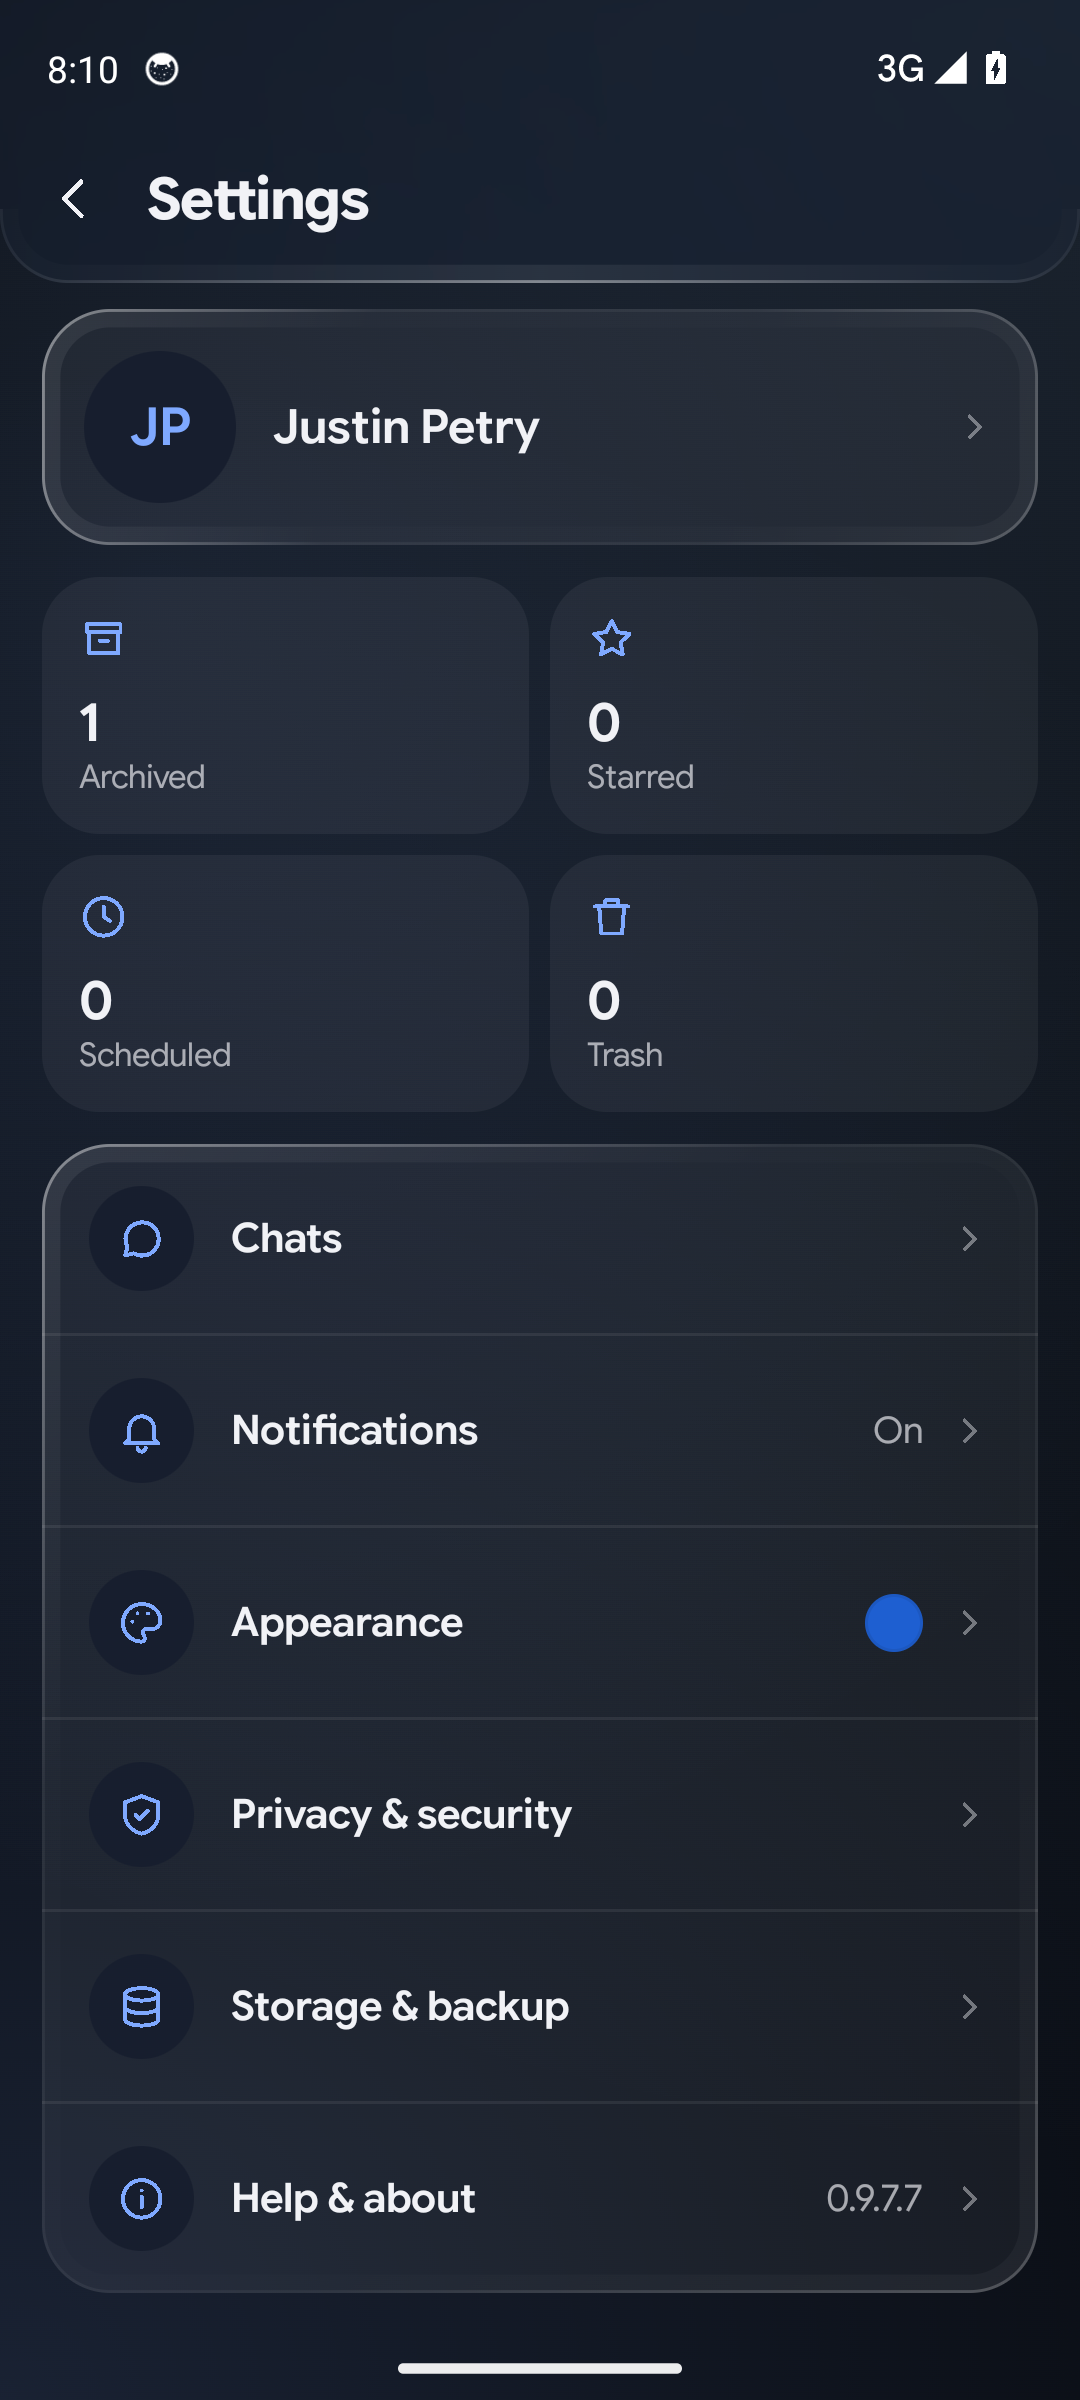 8:10
3G
Settings
JP
Justin Petry
1
Archived
0
Starred
0
Scheduled
0
Trash
Chats
Notifications
On
Appearance
Privacy & security
Storage & backup
Help & about
0.9.7.7